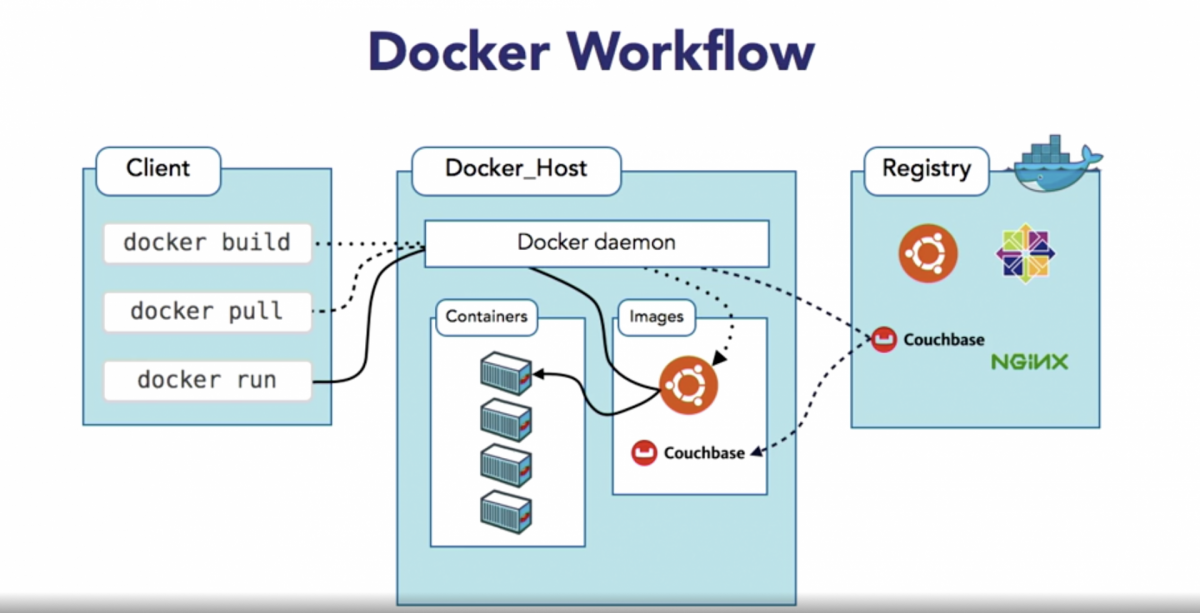 Docker Workflow
Client
docker build
docker pull
docker run
Docker_Host
Docker daemon
Containers
Images
Couchbase
Registry
Couchbase
NGiNX